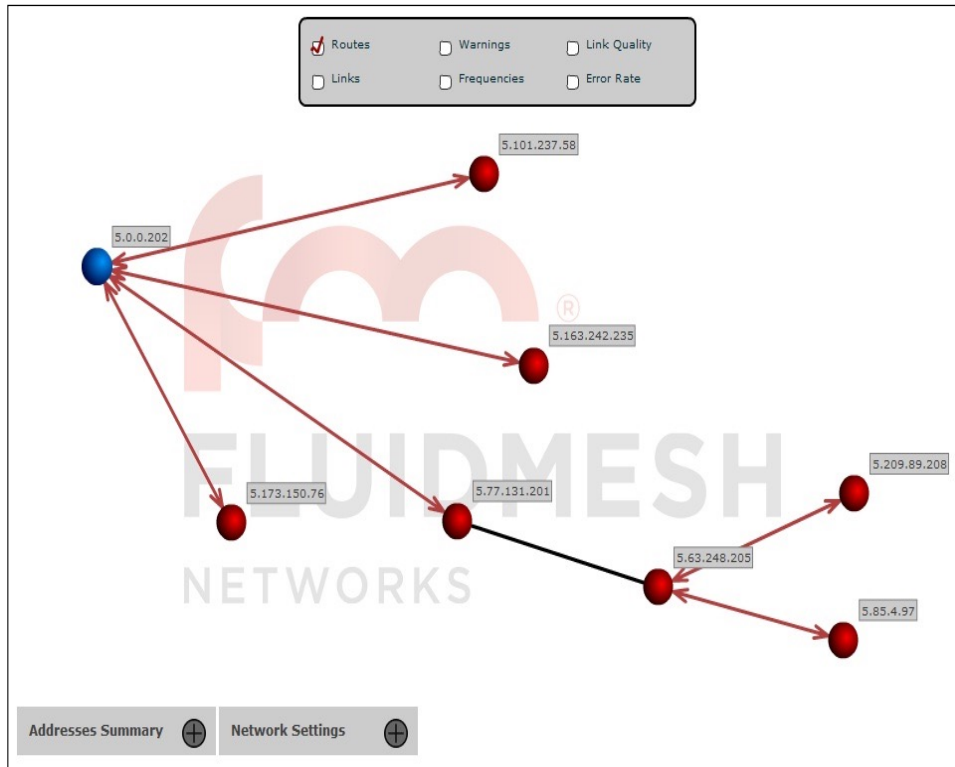 Routes Warnings Link Quality
Links Frequencies Error Rate
5.101.237.58
5.0.0.202
®
5.163.242.235
FLUIDMESH
5.209.89.208
5.173.150.76
5.77.131.201
5.63.248.205
NETWORKS
5.85.4.97
Addresses Summary Network Settings